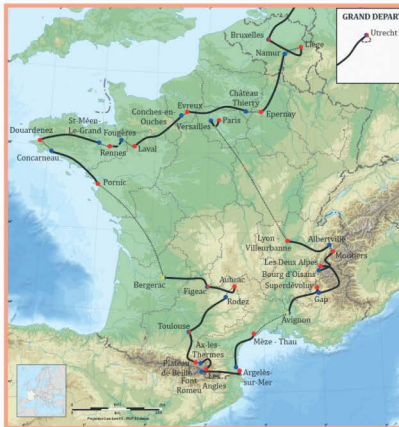 GRAND DEPART
Utrecht
Bruxelles
Liège
Namur
Château
Thierry
Epernay
Evreux
Conches-en-
Ouches
Versailles
Paris
St-Méen-
Le-Grand
Fougères
Douardenez
Rennes
Laval
Concarneau
Pornic
Lyon -
Villeurbanne
Albertville
Moûtiers
Les Deux Alpes
Bourg d'Oisans
Superdévoluy
Gap
Bergerac
Aubrac
Figeac
Rodez
Avignon
Toulouse
Mèze - Thau
Ax-les-
Thermes
Plateau
de-Beille
Font
Romeu
Les
Angles
Argelès-
sur-Mer